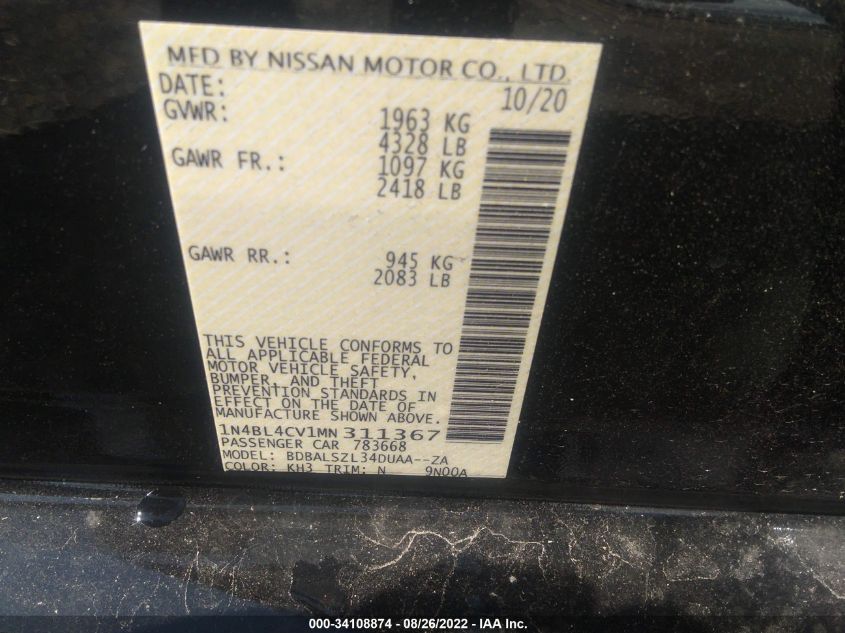 MFD BY NISSAN MOTOR CO., LTD.
DATE: 10/20
GVWR: 1963 KG
4328 LB
GAWR FR.: 1097 KG
2418 LB
GAWR RR.: 945 KG
2083 LB
THIS VEHICLE CONFORMS TO
ALL APPLICABLE FEDERAL
MOTOR VEHICLE SAFETY,
BUMPER, AND THEFT
PREVENTION STANDARDS IN
EFFECT ON THE DATE OF
MANUFACTURE SHOWN ABOVE.
1N4BL4CV1MN311367
PASSENGER CAR 783668
MODEL: BDBALSZL34DUAA--ZA
COLOR: KH3 TRIM: N 9N00A
000-34108874 - 08/26/2022 - IAA Inc.